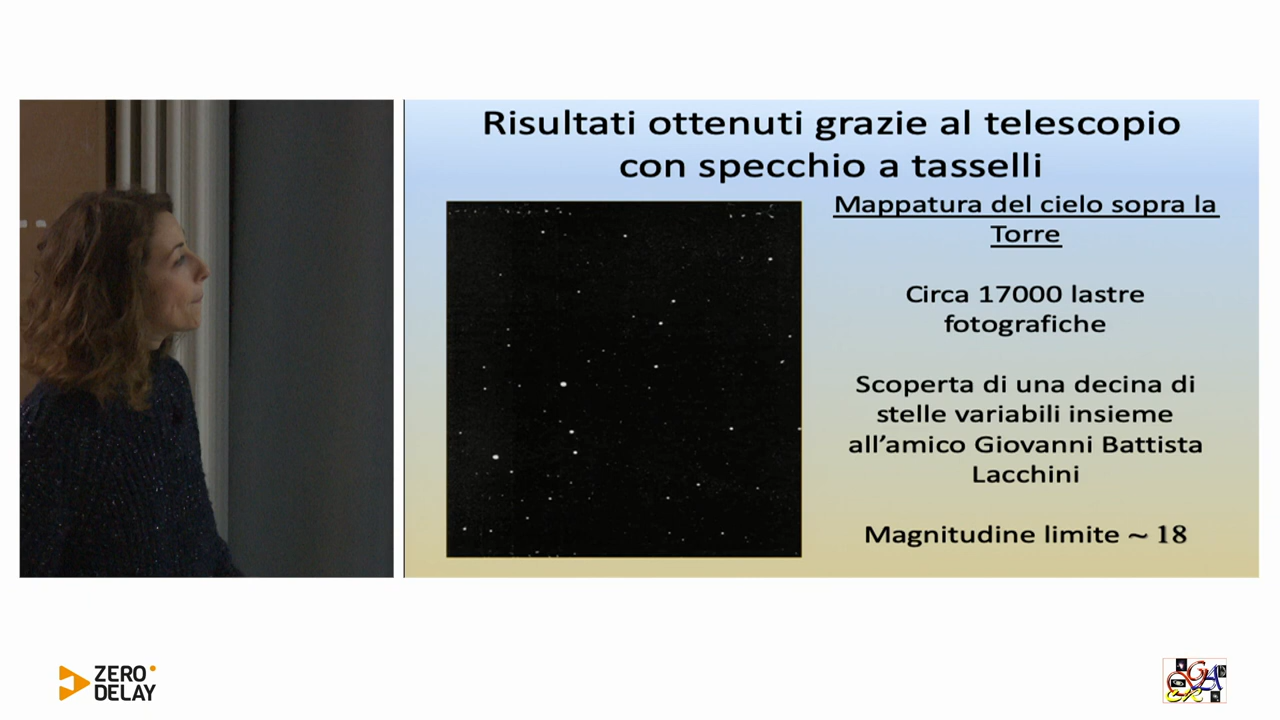 Risultati ottenuti grazie al telescopio
con specchio a tasselli
Mappatura del cielo sopra la
Torre
Circa 17000 lastre
fotografiche
Scoperta di una decina di
stelle variabili insieme
all'amico Giovanni Battista
Lacchini
Magnitudine limite ~ 18
ZERO
DELAY